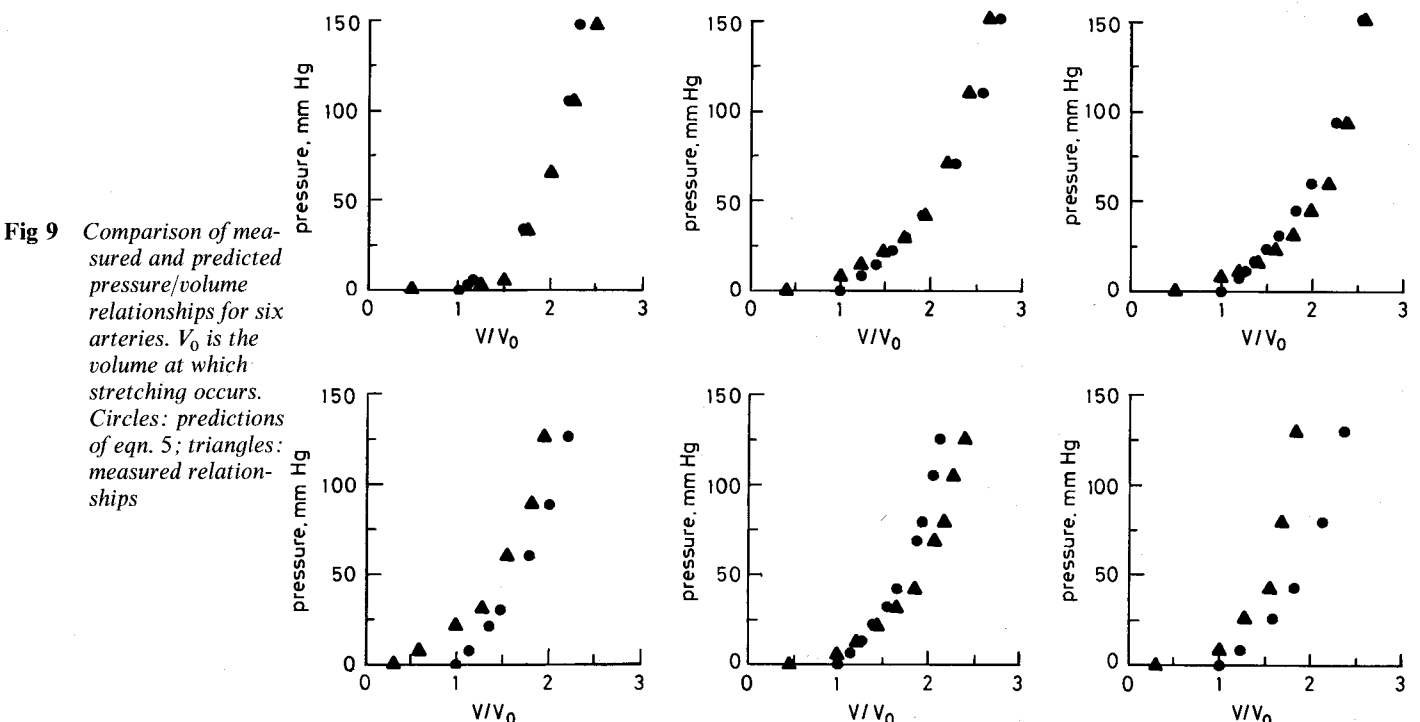 Fig 9 Comparison of mea-
sured and predicted
pressure/volume
relationships for six
arteries. V₀ is the
volume at which
stretching occurs.
Circles: predictions
of eqn. 5; triangles:
measured relation-
ships
150
100
50
0
pressure, mm Hg
0 1 2 3
V/V₀
150
100
50
0
pressure, mm Hg
0 1 2 3
V/V₀
150
100
50
0
pressure, mm Hg
0 1 2 3
V/V₀
150
100
50
0
pressure, mm Hg
0 1 2 3
V/V₀
150
100
50
0
pressure, mm Hg
0 1 2 3
V/V₀
150
100
50
0
pressure, mm Hg
0 1 2 3
V/V₀